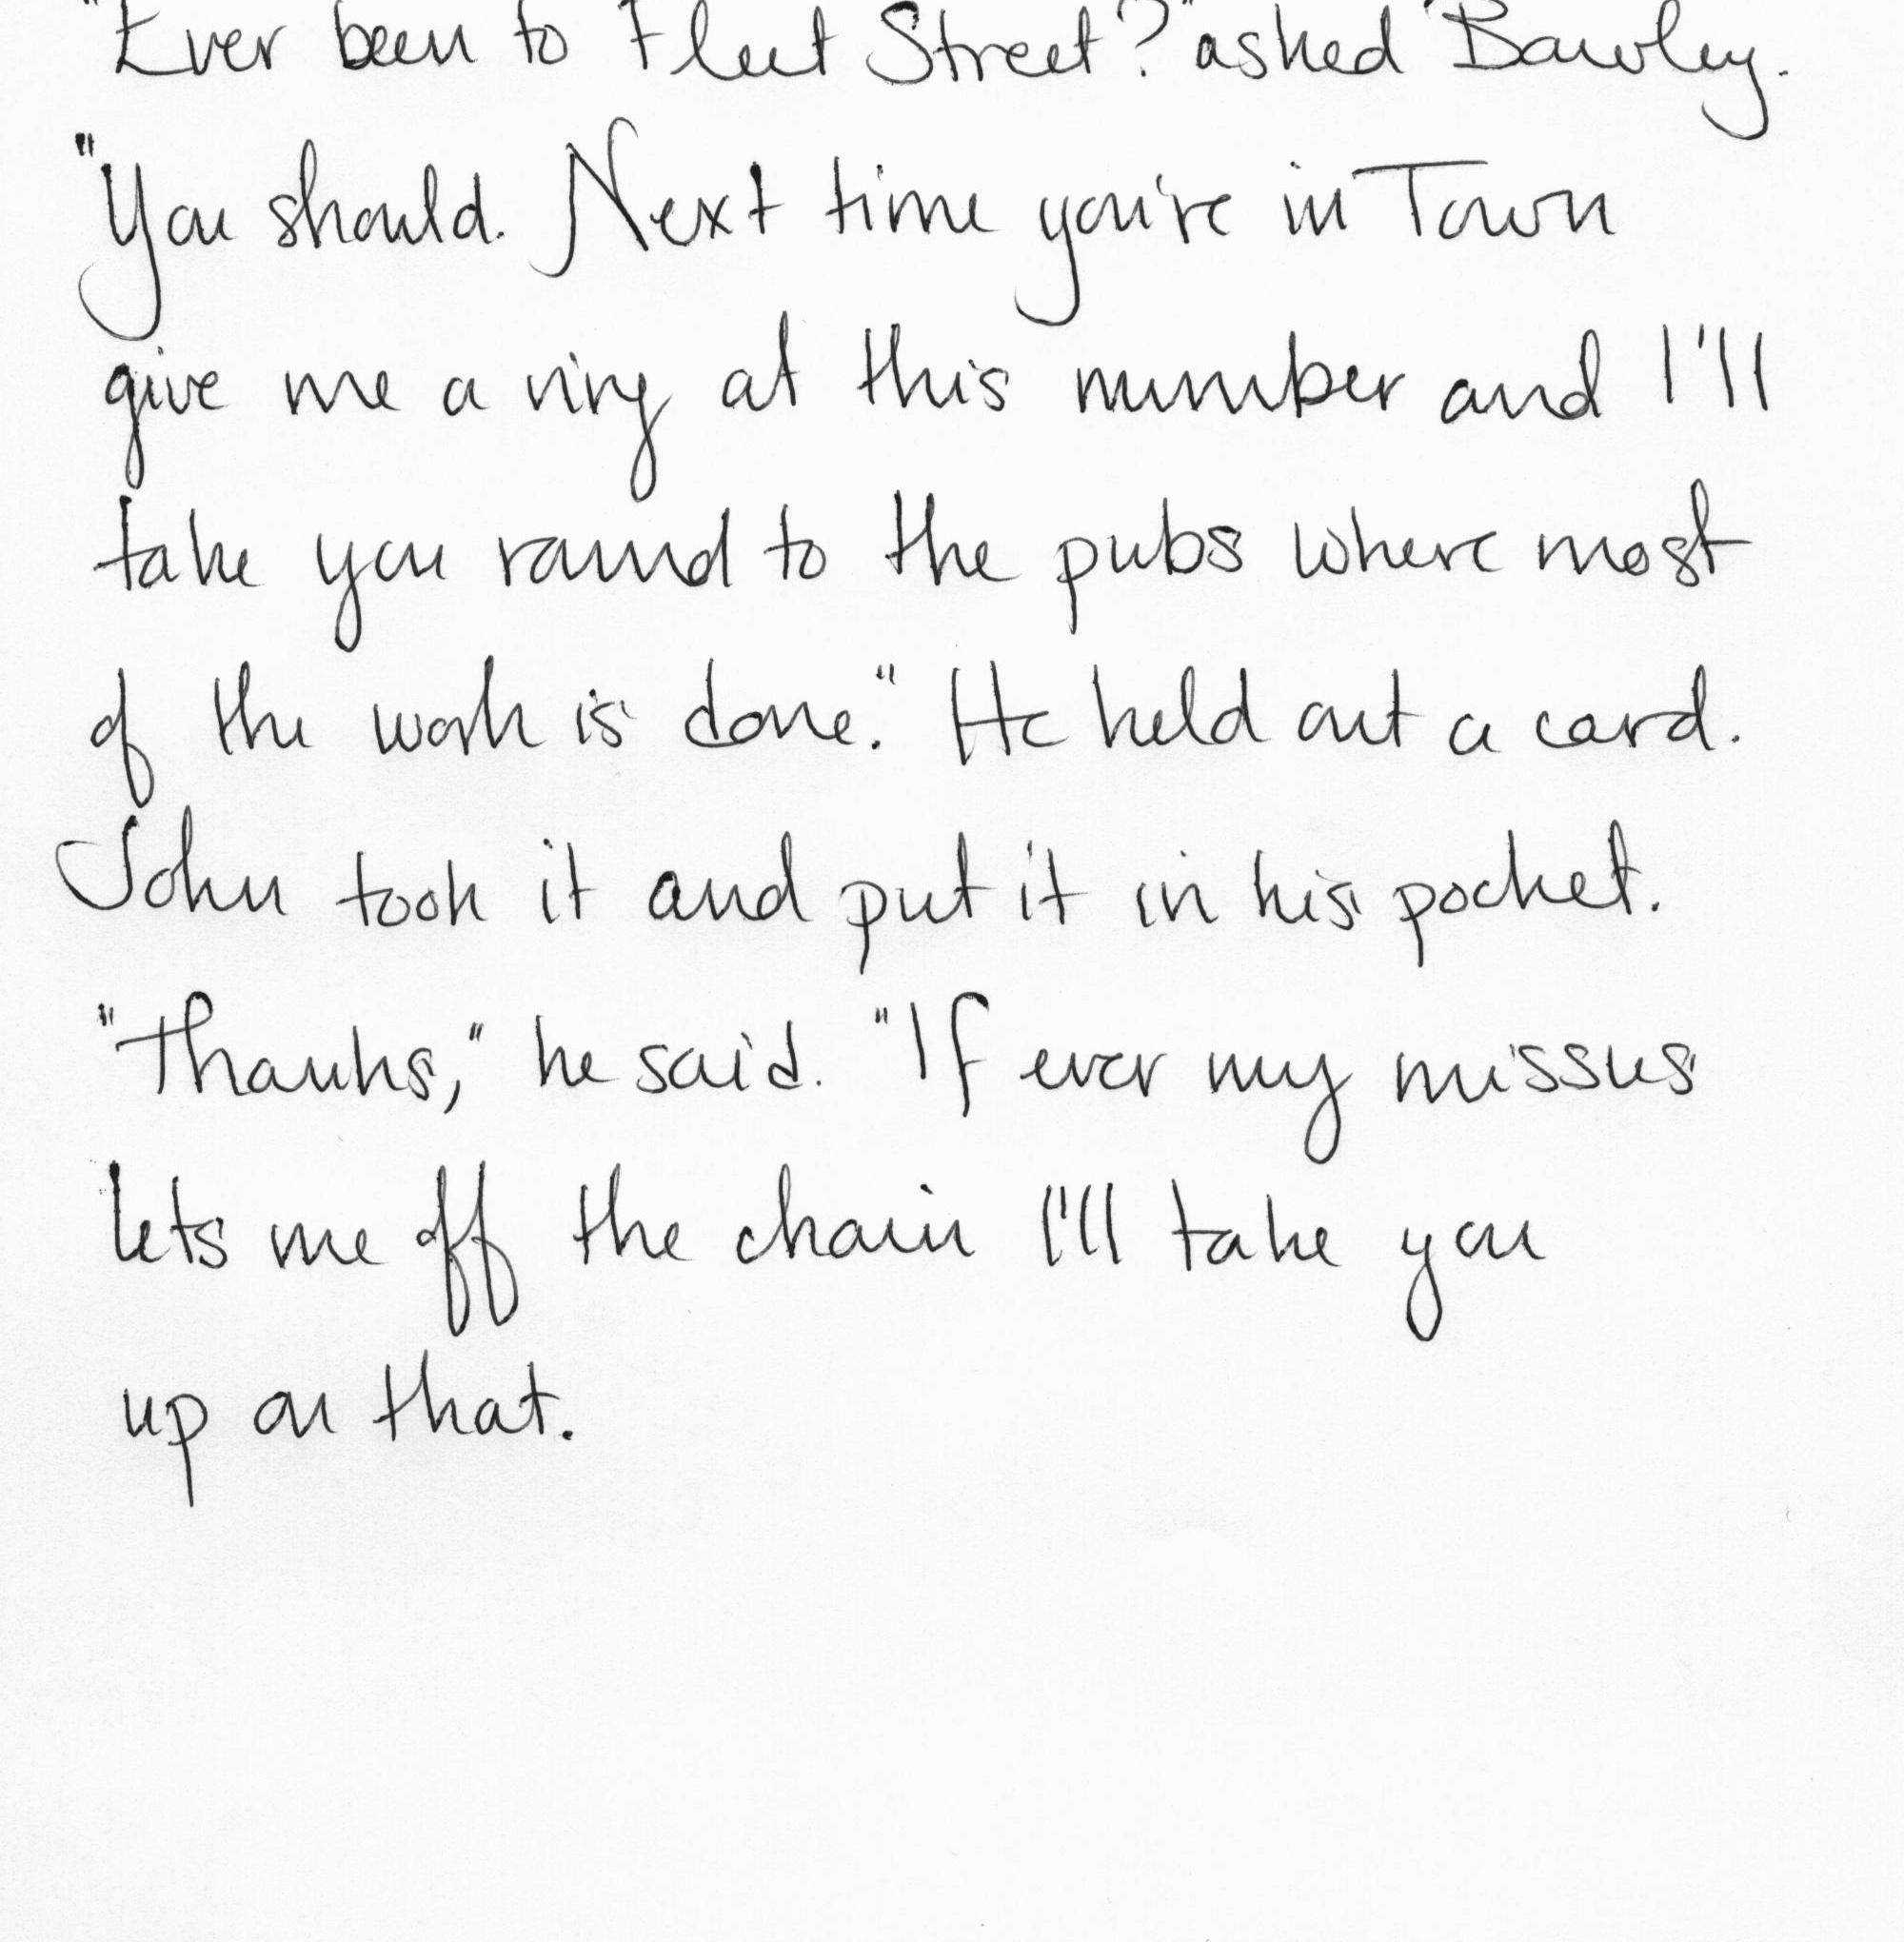 "Ever been to Fleet Street?" asked Bawley.
"You should. Next time you're in Town
give me a ring at this number and I'll
take you round to the pubs where most
of the work is done." He held out a card.
John took it and put it in his pocket.
"Thanks," he said. "If ever my missus
lets me off the chain I'll take you
up on that.